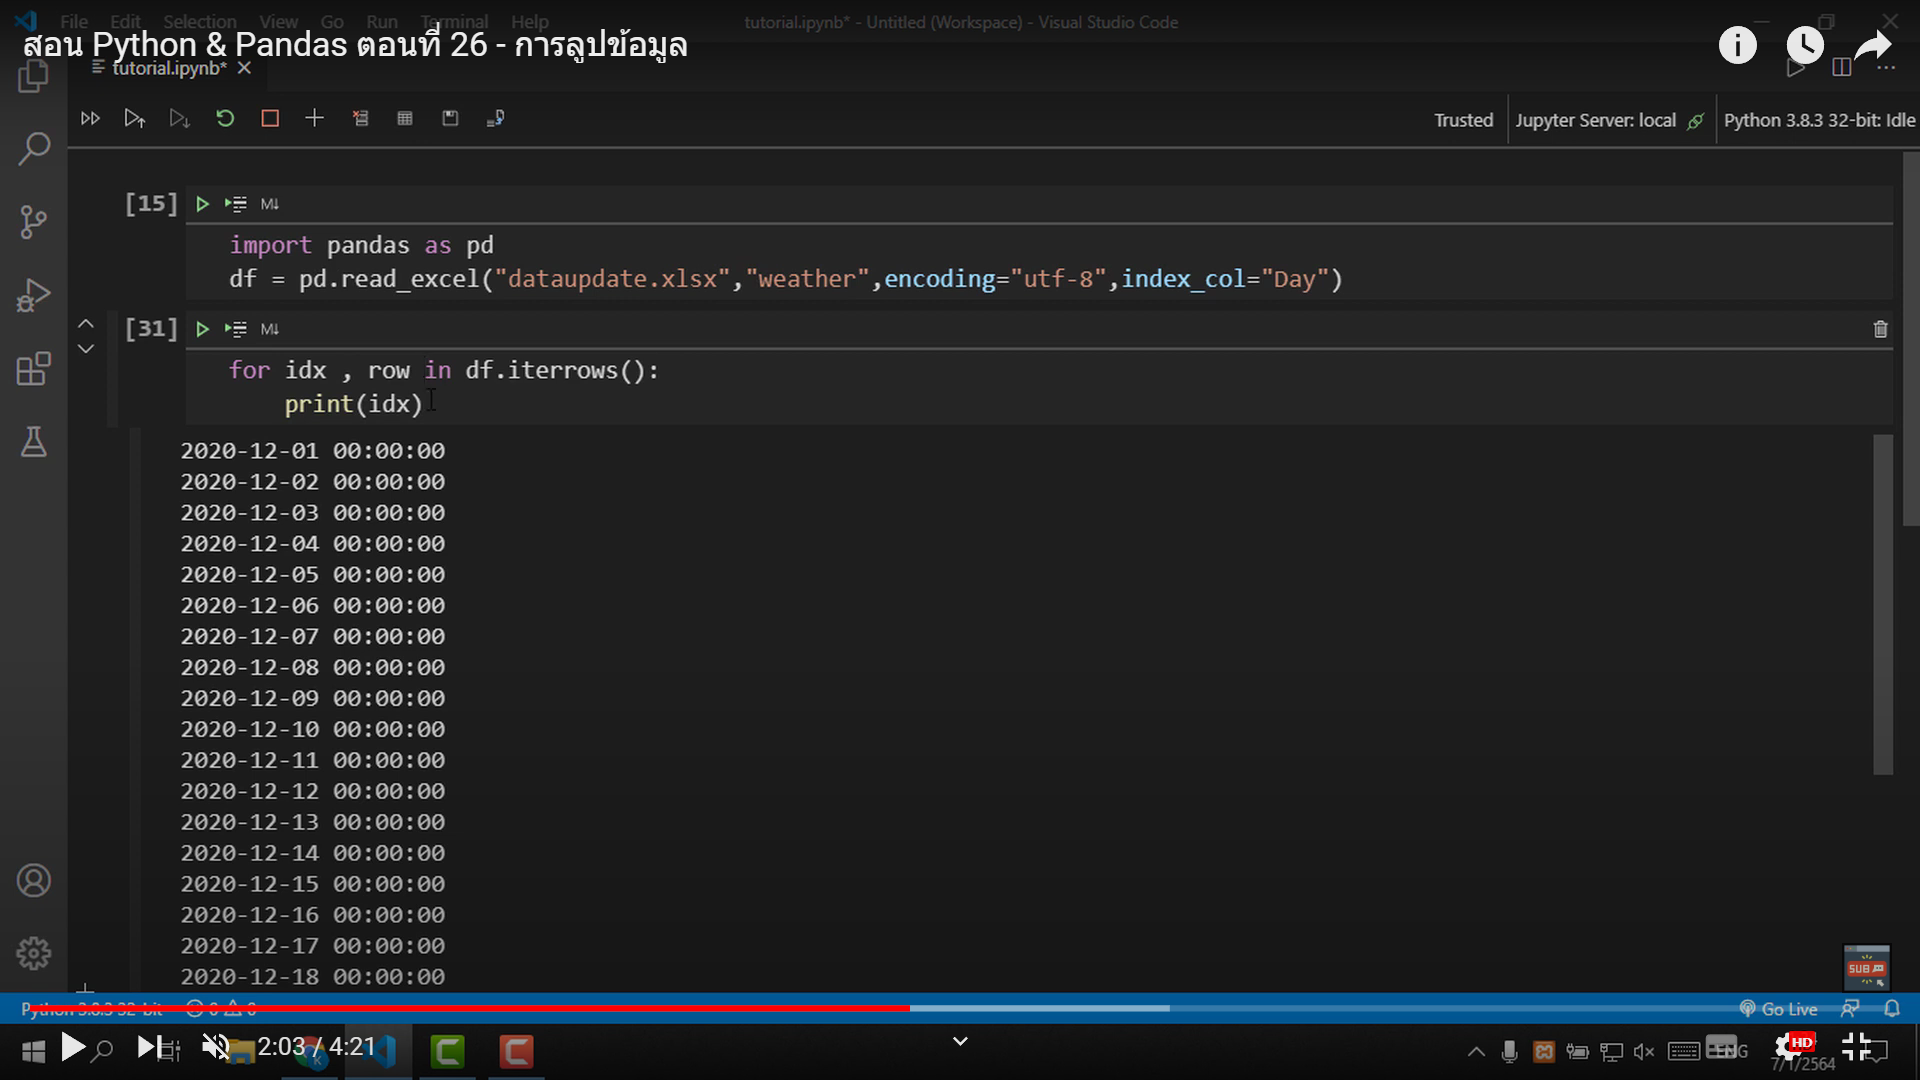 File Edit Selection View Go Run Terminal Help
tutorial.ipynb* - Untitled (Workspace) - Visual Studio Code
สอน Python & Pandas ตอนที่ 26 - การลูปข้อมูล
tutorial.ipynb*
Trusted
Jupyter Server: local
Python 3.8.3 32-bit: Idle
[15] M↓
import pandas as pd
df = pd.read_excel("dataupdate.xlsx","weather",encoding="utf-8",index_col="Day")
[31] M↓
for idx , row in df.iterrows():
print(idx)
2020-12-01 00:00:00
2020-12-02 00:00:00
2020-12-03 00:00:00
2020-12-04 00:00:00
2020-12-05 00:00:00
2020-12-06 00:00:00
2020-12-07 00:00:00
2020-12-08 00:00:00
2020-12-09 00:00:00
2020-12-10 00:00:00
2020-12-11 00:00:00
2020-12-12 00:00:00
2020-12-13 00:00:00
2020-12-14 00:00:00
2020-12-15 00:00:00
2020-12-16 00:00:00
2020-12-17 00:00:00
2020-12-18 00:00:00
SUB
Python 3.8.3 32-bit 0 0
Go Live
2:03 / 4:21
ENG
HD
7/1/2564